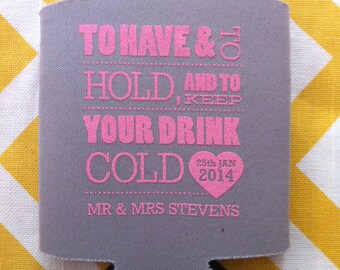 TO HAVE & TO
HOLD, AND TO KEEP
YOUR DRINK
COLD 25th JAN 2014
MR & MRS STEVENS